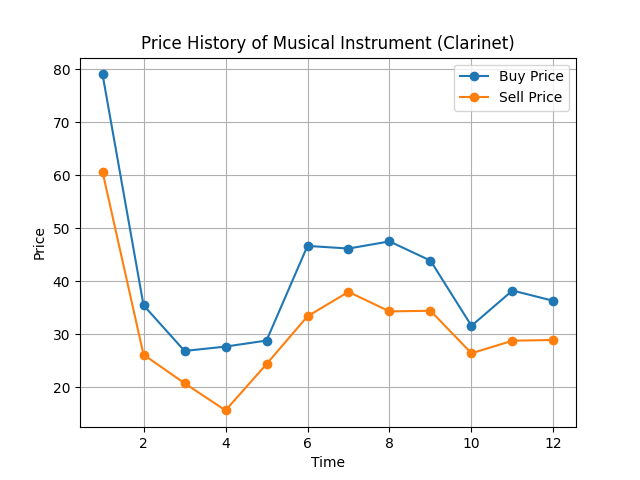 Price History of Musical Instrument (Clarinet)
Buy Price
Sell Price
80
70
60
50
40
30
20
Price
2 4 6 8 10 12
Time